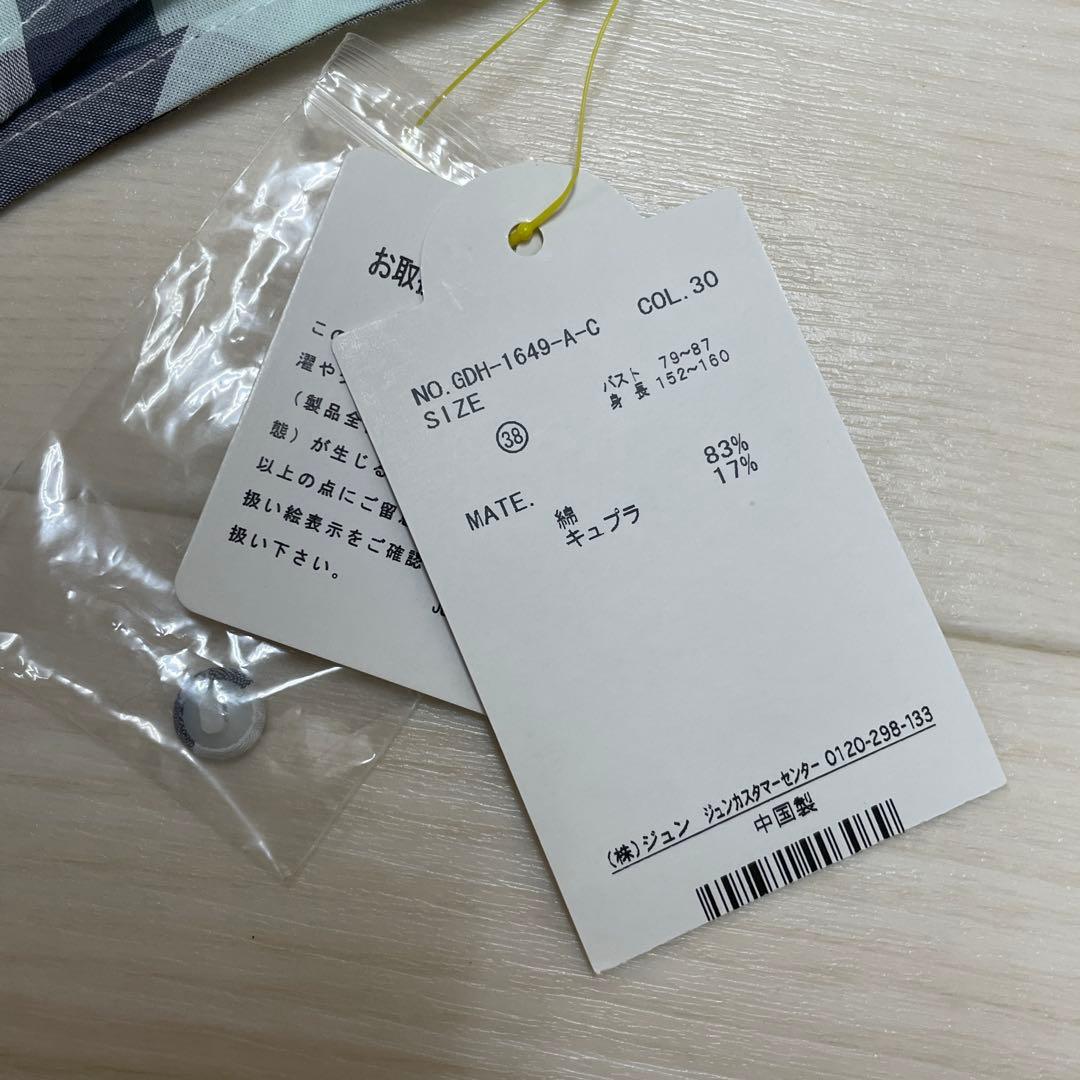 NO.GDH-1649-A-C COL.30
SIZE バスト 79~87
身長 152~160
38
MATE. 綿 83%
キュプラ 17%
(株)ジュン ジュンカスタマーセンター 0120-298-133
中国製
お取
この
濯や
(製品全
態)が生じる
以上の点にご留
扱い絵表示をご確認
扱い下さい。